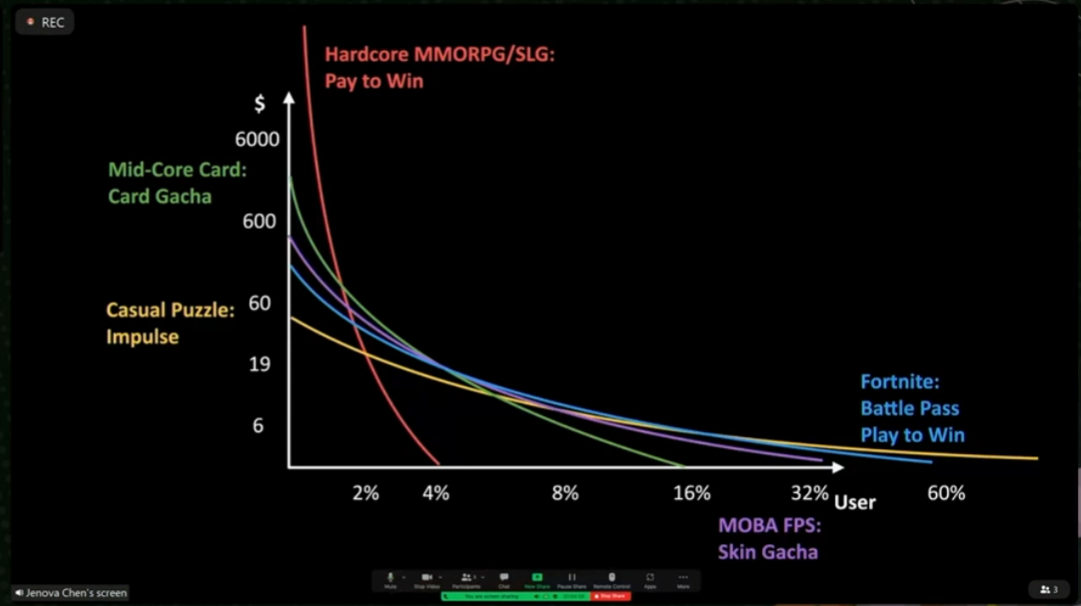 REC
Hardcore MMORPG/SLG:
Pay to Win
$
6000
Mid-Core Card:
Card Gacha
600
Casual Puzzle:
Impulse
60
19
6
Fortnite:
Battle Pass
Play to Win
2%
4%
8%
16%
32%
User
60%
MOBA FPS:
Skin Gacha
Mute
Stop Video
Participants
Chat
New Share
Pause Share
Remote Control
Apps
More
You are screen sharing
Stop Share
Jenova Chen's screen
3